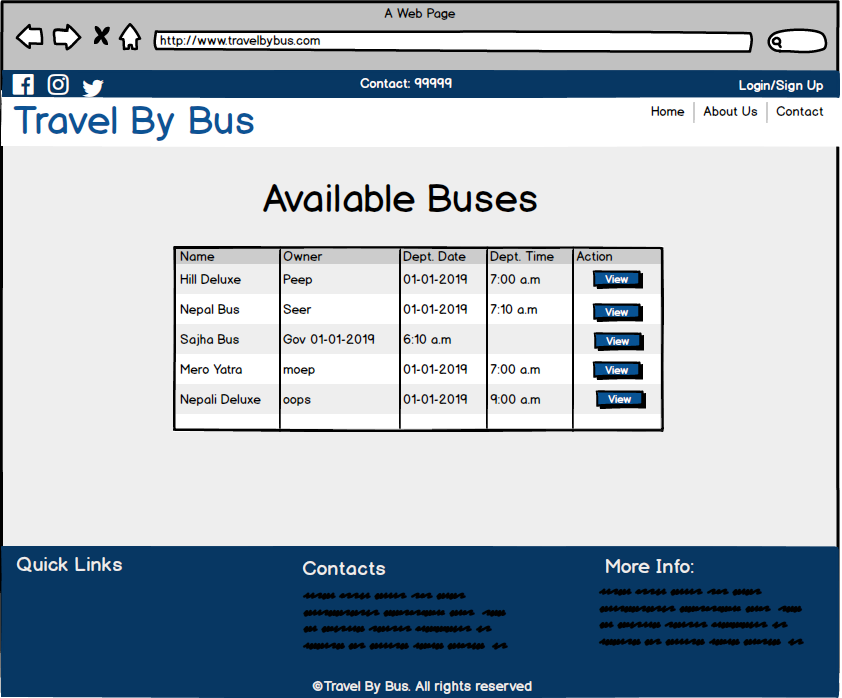 A Web Page
http://www.travelbybus.com
Contact: 99999
Login/Sign Up
Travel By Bus
Home About Us Contact
Available Buses
Name Owner Dept. Date Dept. Time Action
Hill Deluxe Peep 01-01-2019 7:00 a.m View
Nepal Bus Seer 01-01-2019 7:10 a.m View
Sajha Bus Gov 01-01-2019 6:10 a.m View
Mero Yatra moep 01-01-2019 7:00 a.m View
Nepali Deluxe oops 01-01-2019 9:00 a.m View
Quick Links
Contacts
More Info:
©Travel By Bus. All rights reserved